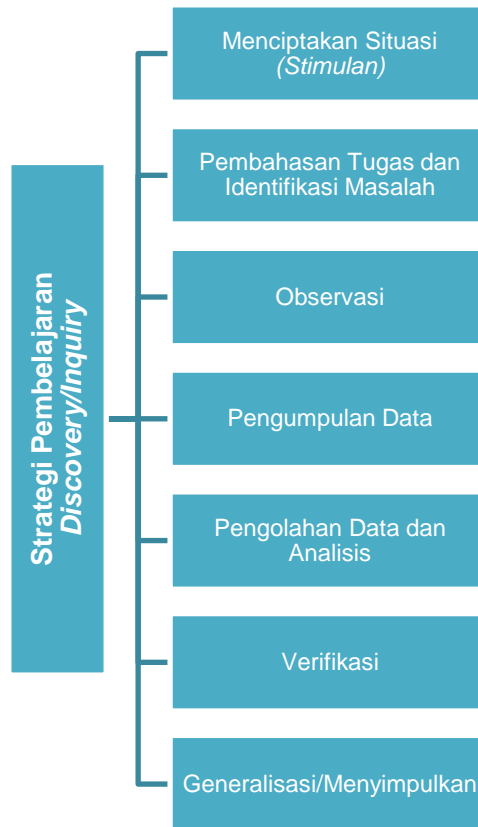 Strategi Pembelajaran
Discovery/Inquiry
Menciptakan Situasi
(Stimulan)
Pembahasan Tugas dan
Identifikasi Masalah
Observasi
Pengumpulan Data
Pengolahan Data dan
Analisis
Verifikasi
Generalisasi/Menyimpulkan